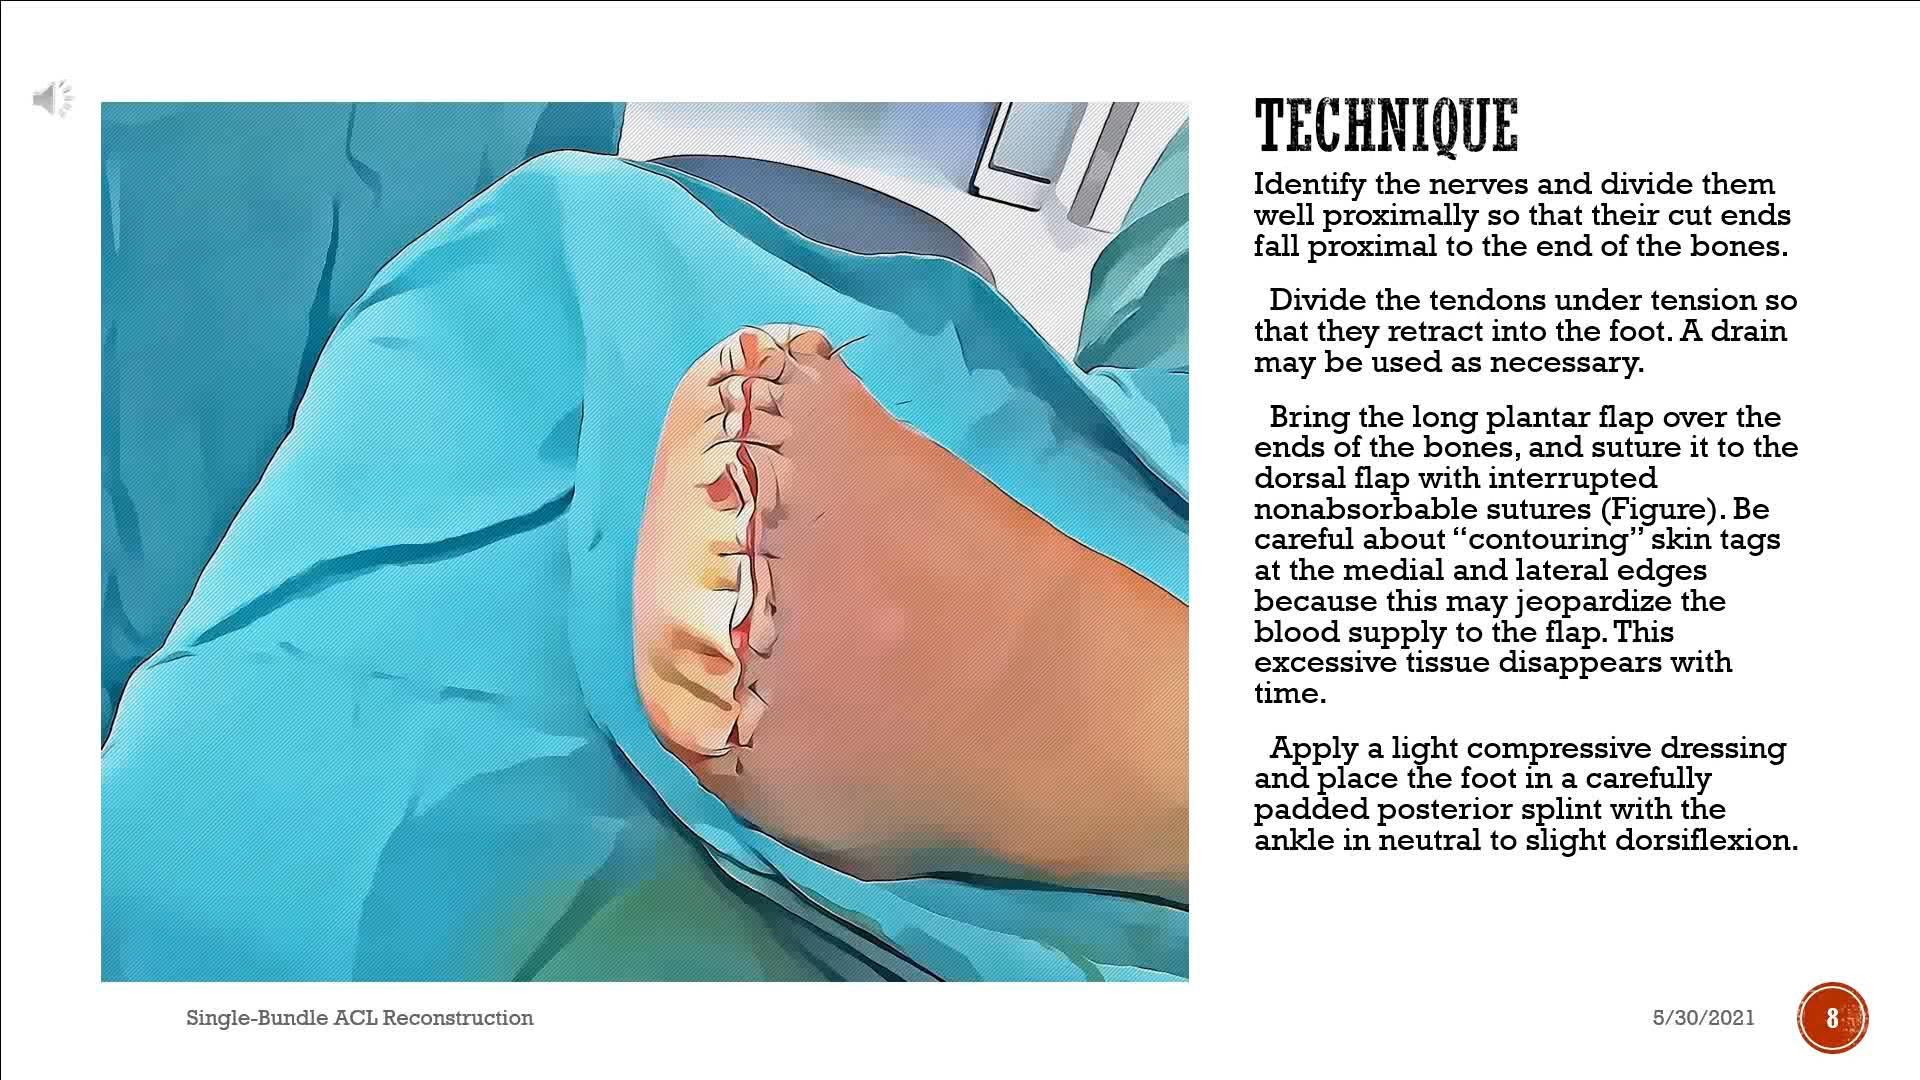 TECHNIQUE
Identify the nerves and divide them
well proximally so that their cut ends
fall proximal to the end of the bones.
Divide the tendons under tension so
that they retract into the foot. A drain
may be used as necessary.
Bring the long plantar flap over the
ends of the bones, and suture it to the
dorsal flap with interrupted
nonabsorbable sutures (Figure). Be
careful about “contouring” skin tags
at the medial and lateral edges
because this may jeopardize the
blood supply to the flap. This
excessive tissue disappears with
time.
Apply a light compressive dressing
and place the foot in a carefully
padded posterior splint with the
ankle in neutral to slight dorsiflexion.
Single-Bundle ACL Reconstruction
5/30/2021
8